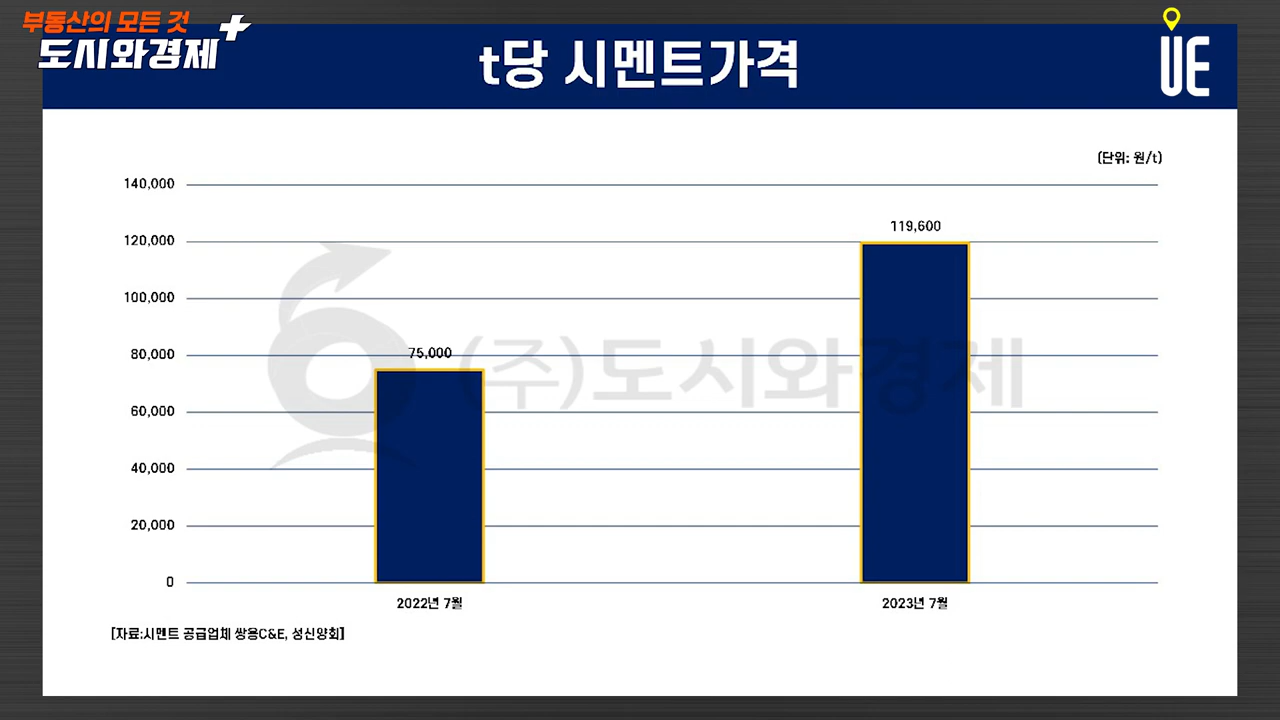 부동산의 모든 것
도시와경제+
t당 시멘트가격
UE
(단위: 원/t)
140,000
120,000
100,000
80,000
60,000
40,000
20,000
0
75,000
119,600
(주)도시와경제
2022년 7월
2023년 7월
[자료:시멘트 공급업체 쌍용C&E, 성신양회]